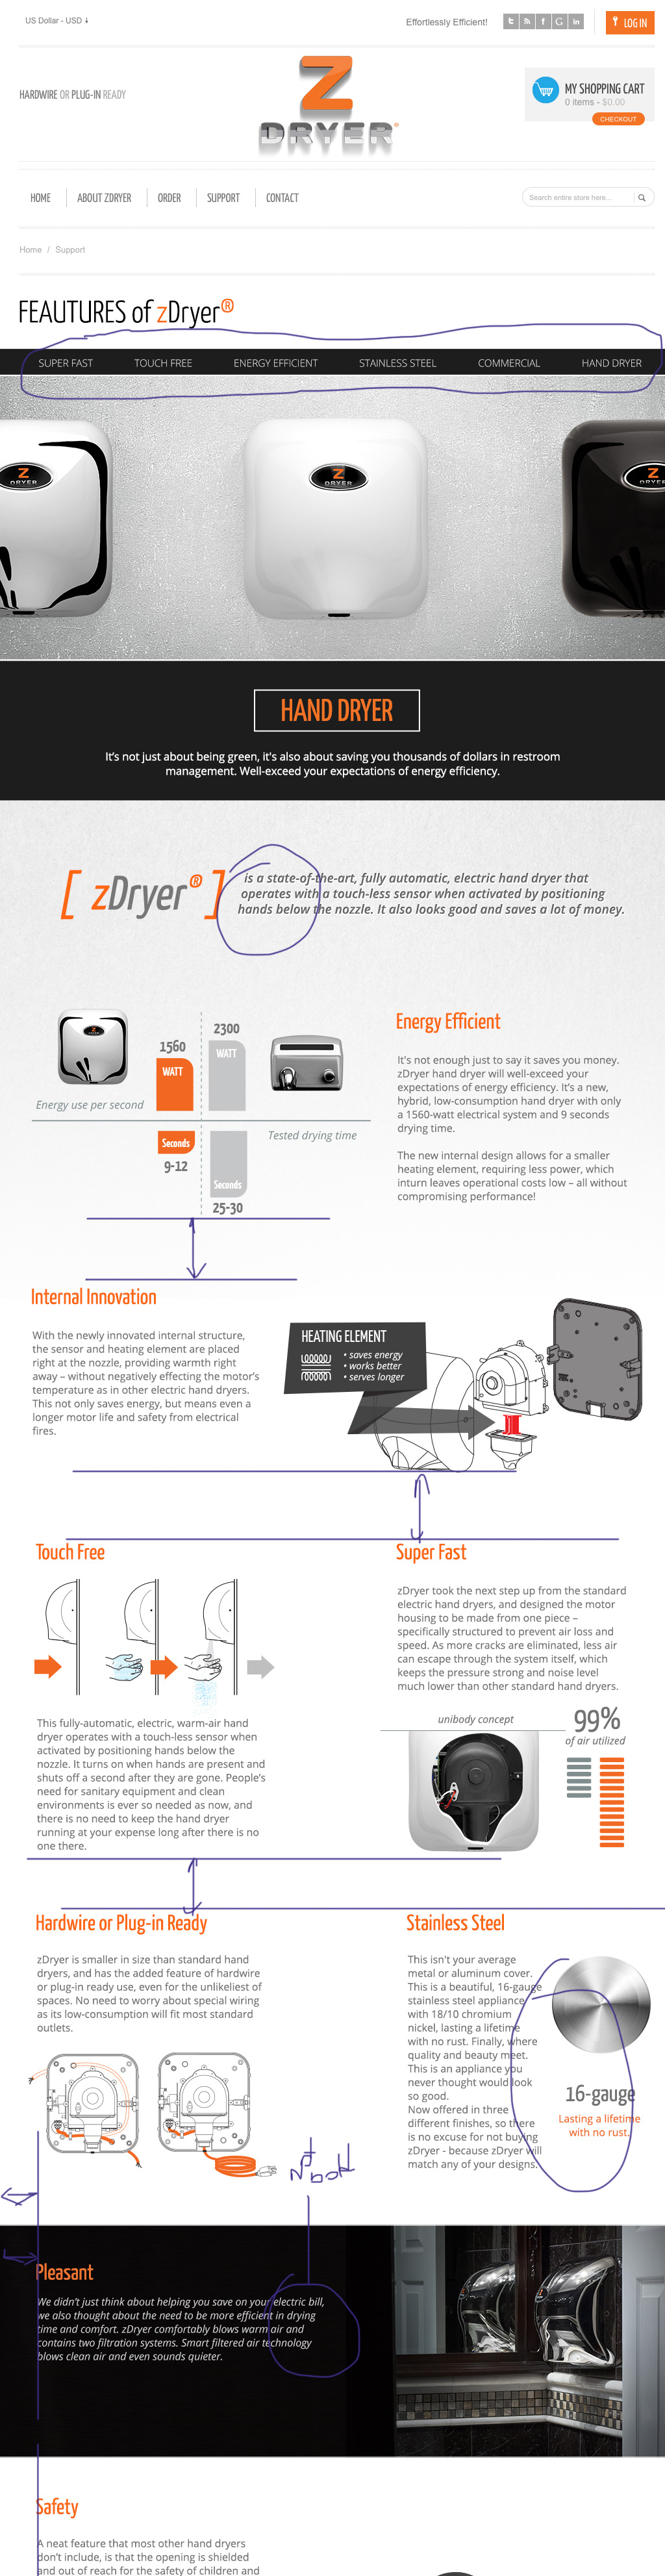 US Dollar - USD
Effortlessly Efficient!
LOG IN
HARDWIRE OR PLUG-IN READY
Z
DRYER®
MY SHOPPING CART
0 items - $0.00
CHECKOUT
HOME
ABOUT ZDRYER
ORDER
SUPPORT
CONTACT
Search entire store here...
Home / Support
FEAUTURES of zDryer®
SUPER FAST
TOUCH FREE
ENERGY EFFICIENT
STAINLESS STEEL
COMMERCIAL
HAND DRYER
Z DRYER
Z DRYER
Z DRYER
HAND DRYER
It's not just about being green, it's also about saving you thousands of dollars in restroom
management. Well-exceed your expectations of energy efficiency.
[ zDryer® ]
is a state-of-the-art, fully automatic, electric hand dryer that
operates with a touch-less sensor when activated by positioning
hands below the nozzle. It also looks good and saves a lot of money.
1560
WATT
2300
WATT
Energy use per second
Tested drying time
Seconds
9-12
Seconds
25-30
Energy Efficient
It's not enough just to say it saves you money.
zDryer hand dryer will well-exceed your
expectations of energy efficiency. It's a new,
hybrid, low-consumption hand dryer with only
a 1560-watt electrical system and 9 seconds
drying time.
The new internal design allows for a smaller
heating element, requiring less power, which
inturn leaves operational costs low – all without
compromising performance!
Internal Innovation
With the newly innovated internal structure,
the sensor and heating element are placed
right at the nozzle, providing warmth right
away – without negatively effecting the motor's
temperature as in other electric hand dryers.
This not only saves energy, but means even a
longer motor life and safety from electrical
fires.
HEATING ELEMENT
• saves energy
• works better
• serves longer
Touch Free
This fully-automatic, electric, warm-air hand
dryer operates with a touch-less sensor when
activated by positioning hands below the
nozzle. It turns on when hands are present and
shuts off a second after they are gone. People's
need for sanitary equipment and clean
environments is ever so needed as now, and
there is no need to keep the hand dryer
running at your expense long after there is no
one there.
Super Fast
zDryer took the next step up from the standard
electric hand dryers, and designed the motor
housing to be made from one piece –
specifically structured to prevent air loss and
speed. As more cracks are eliminated, less air
can escape through the system itself, which
keeps the pressure strong and noise level
much lower than other standard hand dryers.
unibody concept
99%
of air utilized
Hardwire or Plug-in Ready
zDryer is smaller in size than standard hand
dryers, and has the added feature of hardwire
or plug-in ready use, even for the unlikeliest of
spaces. No need to worry about special wiring
as its low-consumption will fit most standard
outlets.
Stainless Steel
This isn't your average
metal or aluminum cover.
This is a beautiful, 16-gauge
stainless steel appliance
with 18/10 chromium
nickel, lasting a lifetime
with no rust. Finally, where
quality and beauty meet.
This is an appliance you
never thought would look
so good.
Now offered in three
different finishes, so there
is no excuse for not buying
zDryer - because zDryer will
match any of your designs.
16-gauge
Lasting a lifetime
with no rust.
Not
bold
Pleasant
We didn't just think about helping you save on your electric bill,
we also thought about the need to be more efficient in drying
time and comfort. zDryer comfortably blows warm air and
contains two filtration systems. Smart filtered air technology
blows clean air and even sounds quieter.
Safety
A neat feature that most other hand dryers
don't include, is that the opening is shielded
and out of reach for the safety of children and